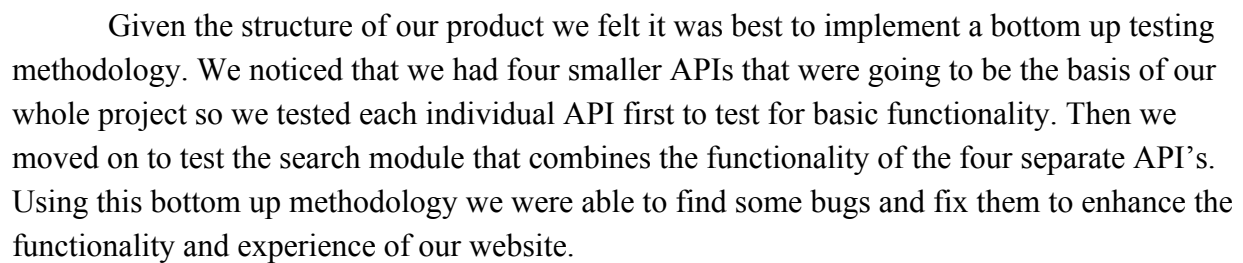 Given the structure of our product we felt it was best to implement a bottom up testing
methodology. We noticed that we had four smaller APIs that were going to be the basis of our
whole project so we tested each individual API first to test for basic functionality. Then we
moved on to test the search module that combines the functionality of the four separate API’s.
Using this bottom up methodology we were able to find some bugs and fix them to enhance the
functionality and experience of our website.